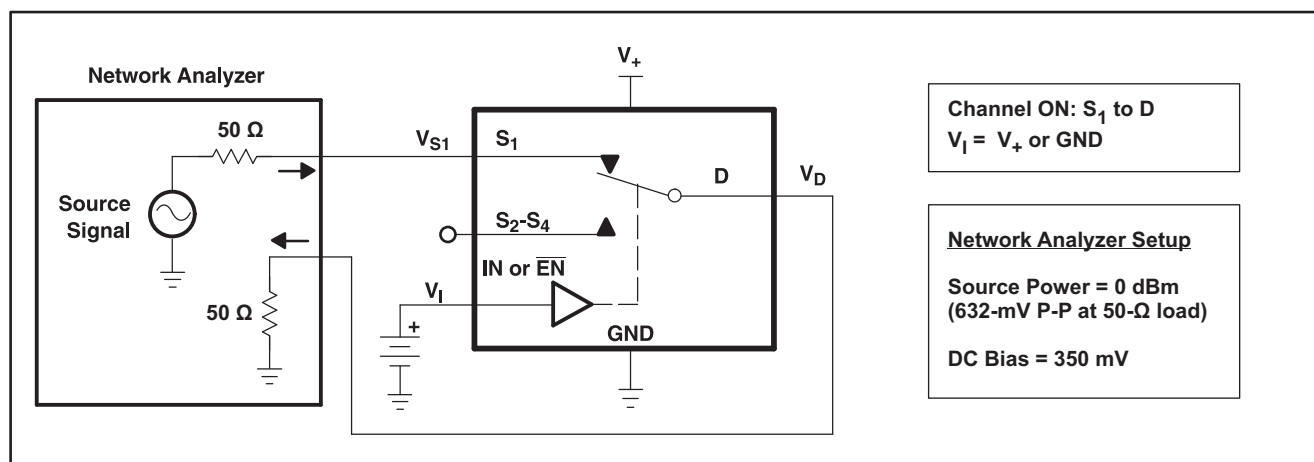 Network Analyzer
50 Ω
Source
Signal
50 Ω
V+
VS1
S1
D
VD
S2-S4
IN or E̅N̅
VI
+
GND
Channel ON: S1 to D
VI = V+ or GND
Network Analyzer Setup
Source Power = 0 dBm
(632-mV P-P at 50-Ω load)
DC Bias = 350 mV